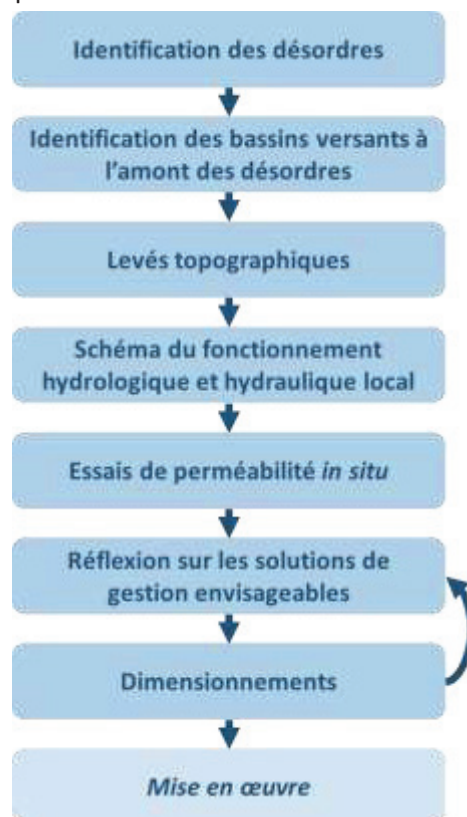 Identification des désordres
Identification des bassins versants à
l'amont des désordres
Levés topographiques
Schéma du fonctionnement
hydrologique et hydraulique local
Essais de perméabilité in situ
Réflexion sur les solutions de
gestion envisageables
Dimensionnements
Mise en œuvre